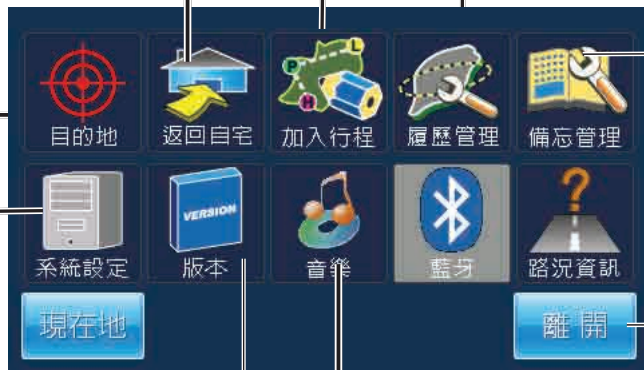 目的地 返回自宅 加入行程 履歷管理 備忘管理
VERSION
系統設定 版本 音樂 藍牙 路況資訊
現在地 離開